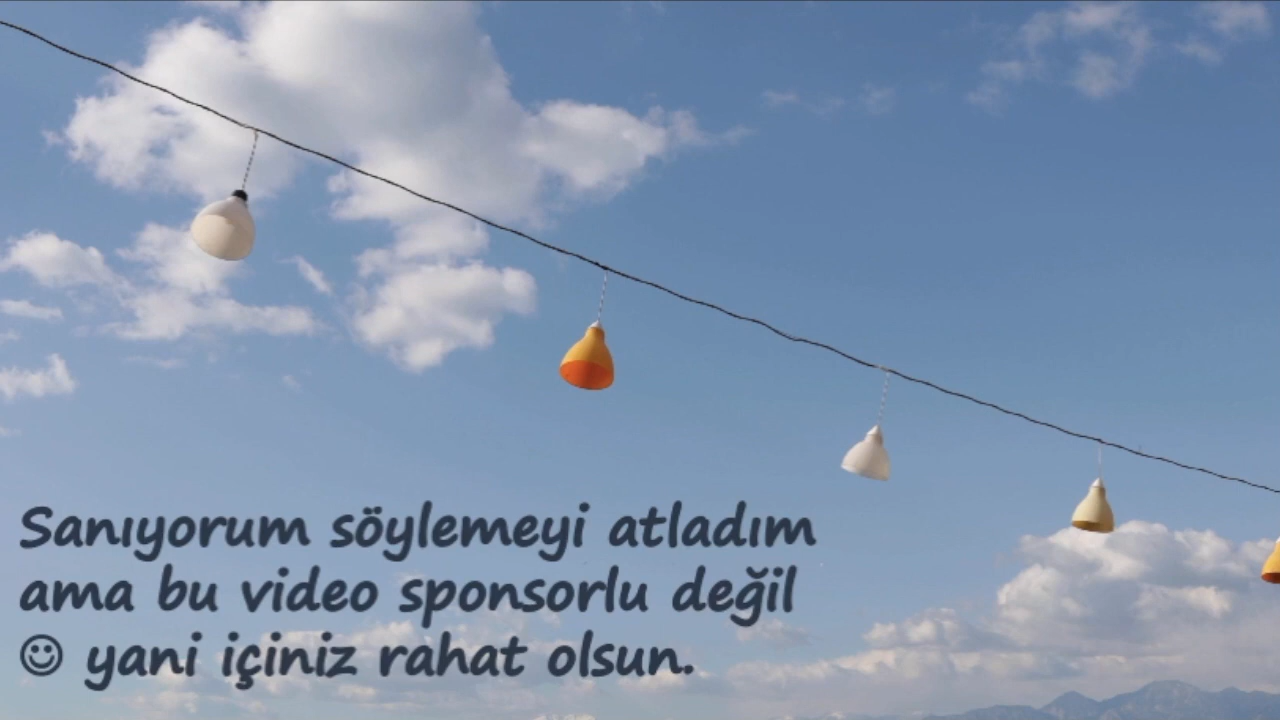 Sanıyorum söylemeyi atladım
ama bu video sponsorlu değil
☺ yani içiniz rahat olsun.